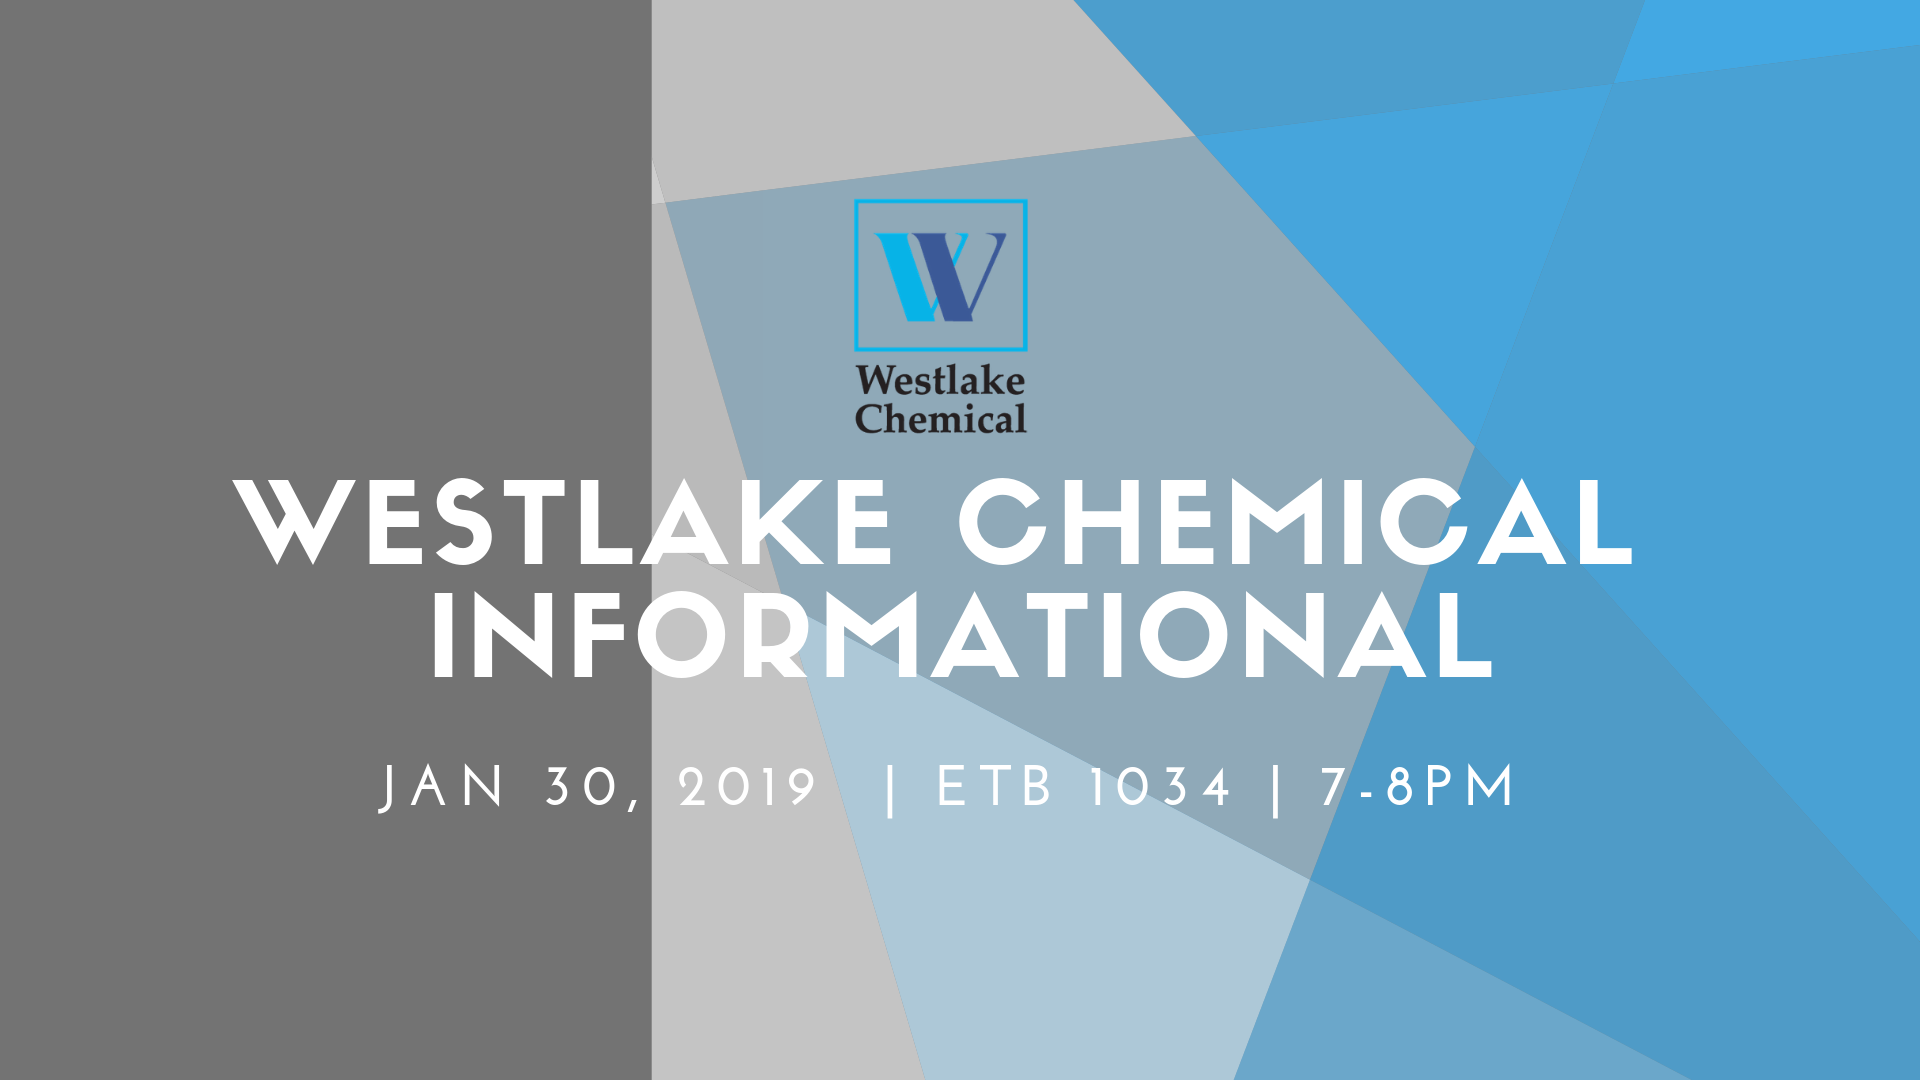 W
Westlake
Chemical
WESTLAKE CHEMICAL
INFORMATIONAL
JAN 30, 2019 | ETB 1034 | 7-8PM